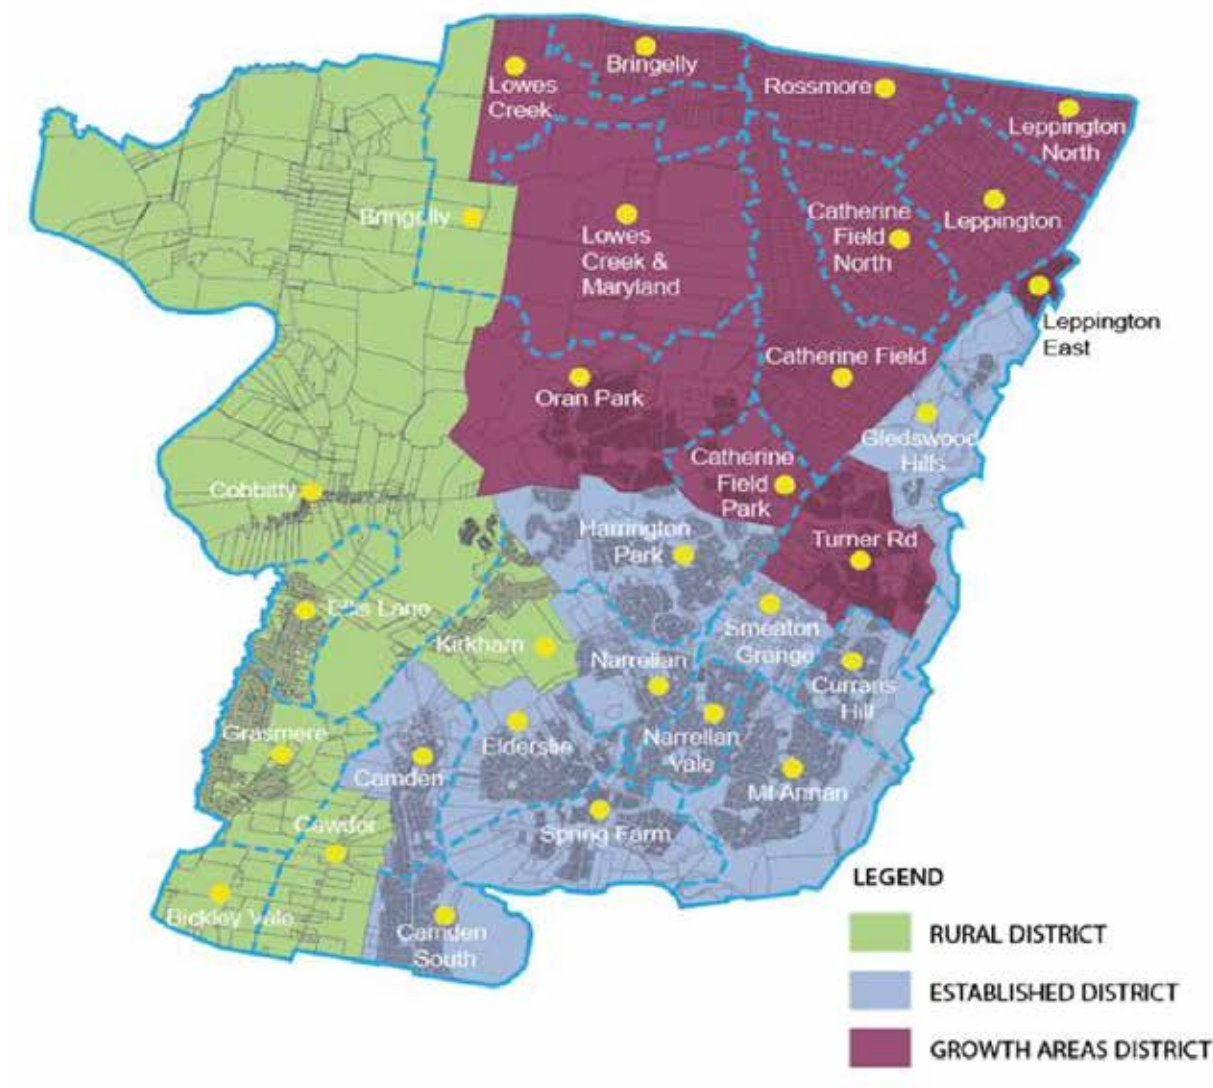 Bringelly
Lowes
Creek
Rossmore
Leppington
North
Bringelly
Lowes
Creek &
Maryland
Catherine
Field
North
Leppington
Leppington
East
Catherine Field
Oran Park
Gledswood
Hills
Catherine
Field
Park
Cobbitty
Harrington
Park
Turner Rd
Ellis Lane
Kirkham
Smeaton
Grange
Narrellan
Currans
Hill
Grasmere
Elderslie
Narrellan
Vale
Camden
Mt Annan
Cawdor
Spring Farm
Bickley Vale
Camden
South
LEGEND
RURAL DISTRICT
ESTABLISHED DISTRICT
GROWTH AREAS DISTRICT